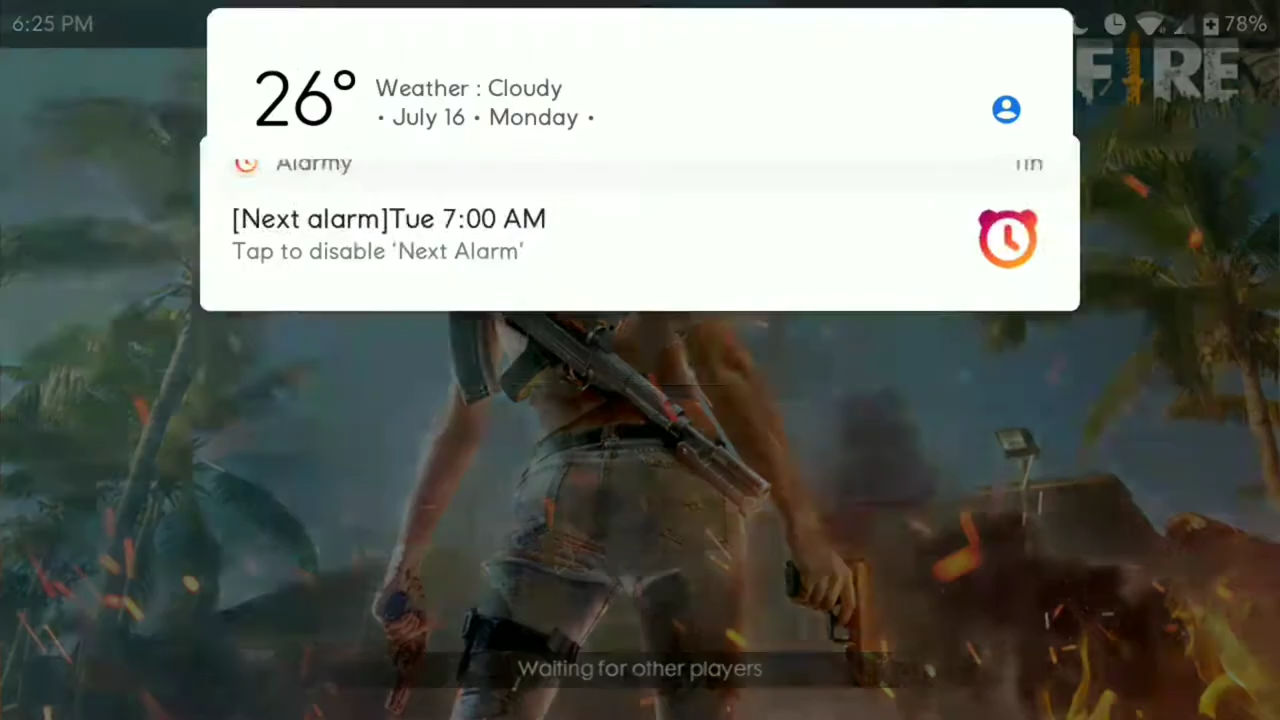 6:25 PM
78%
FIRE
26°
Weather : Cloudy
• July 16 • Monday •
Alarmy
[Next alarm]Tue 7:00 AM
Tap to disable ‘Next Alarm’
Waiting for other players